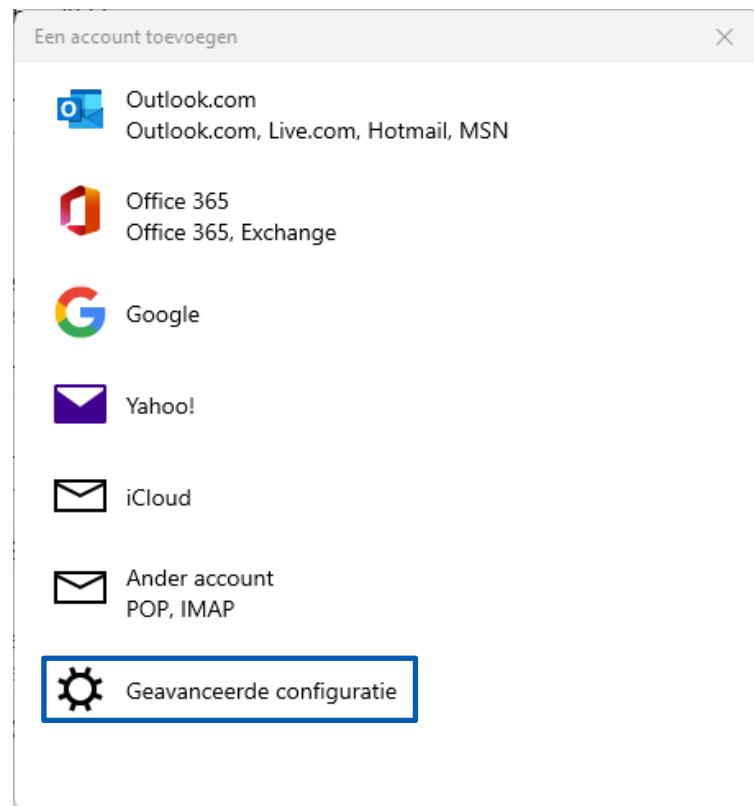 Een account toevoegen
Outlook.com
Outlook.com, Live.com, Hotmail, MSN
Office 365
Office 365, Exchange
Google
Yahoo!
iCloud
Ander account
POP, IMAP
Geavanceerde configuratie